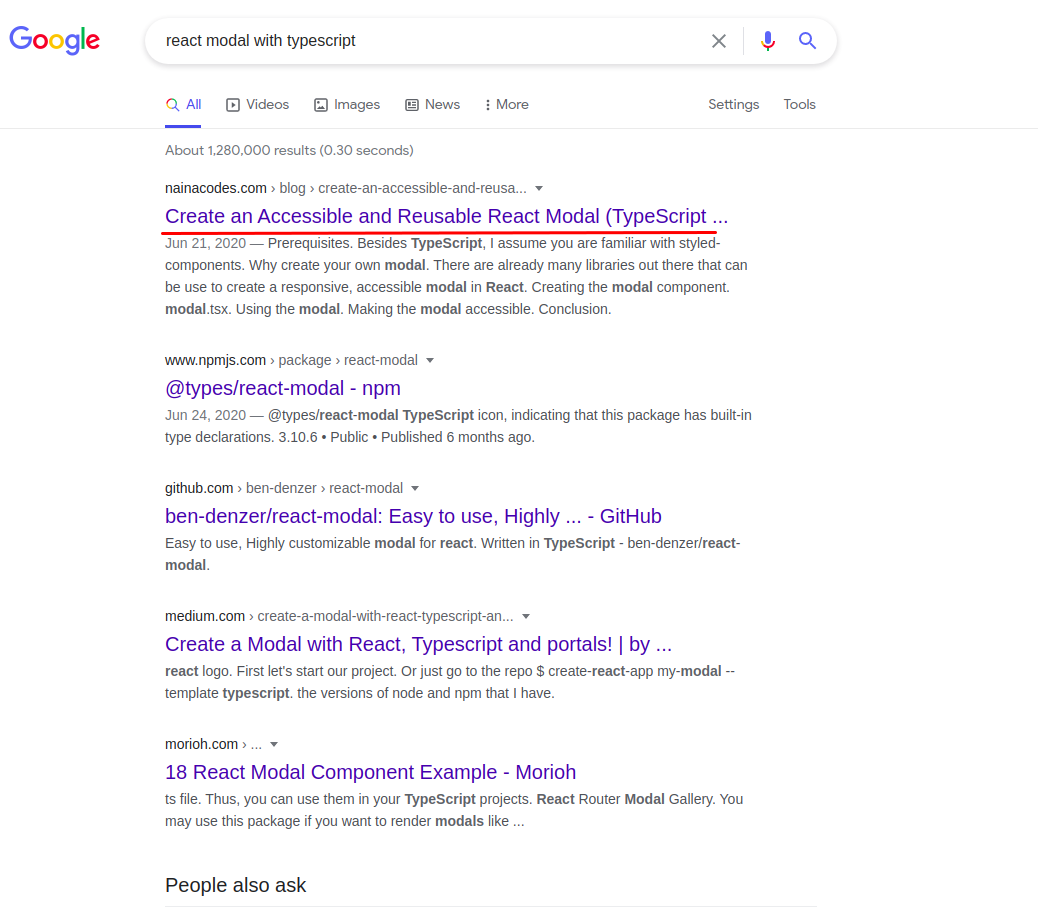 Google
react modal with typescript
All Videos Images News More Settings Tools
About 1,280,000 results (0.30 seconds)
nainacodes.com › blog › create-an-accessible-and-reusa...
Create an Accessible and Reusable React Modal (TypeScript ...
Jun 21, 2020 — Prerequisites. Besides TypeScript, I assume you are familiar with styled-
components. Why create your own modal. There are already many libraries out there that can
be use to create a responsive, accessible modal in React. Creating the modal component.
modal.tsx. Using the modal. Making the modal accessible. Conclusion.
www.npmjs.com › package › react-modal
@types/react-modal - npm
Jun 24, 2020 — @types/react-modal TypeScript icon, indicating that this package has built-in
type declarations. 3.10.6 • Public • Published 6 months ago.
github.com › ben-denzer › react-modal
ben-denzer/react-modal: Easy to use, Highly ... - GitHub
Easy to use, Highly customizable modal for react. Written in TypeScript - ben-denzer/react-
modal.
medium.com › create-a-modal-with-react-typescript-an...
Create a Modal with React, Typescript and portals! | by ...
react logo. First let's start our project. Or just go to the repo $ create-react-app my-modal --
template typescript. the versions of node and npm that I have.
morioh.com › ...
18 React Modal Component Example - Morioh
ts file. Thus, you can use them in your TypeScript projects. React Router Modal Gallery. You
may use this package if you want to render modals like ...
People also ask